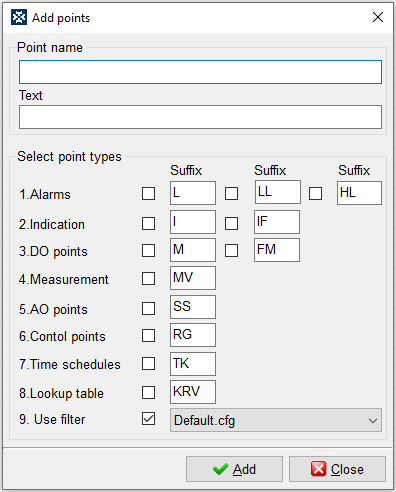 Add points
Point name
Text
Select point types
Suffix Suffix Suffix
1.Alarms L LL HL
2.Indication I IF
3.DO points M FM
4.Measurement MV
5.AO points SS
6.Contol points RG
7.Time schedules TK
8.Lookup table KRV
9. Use filter Default.cfg
Add Close